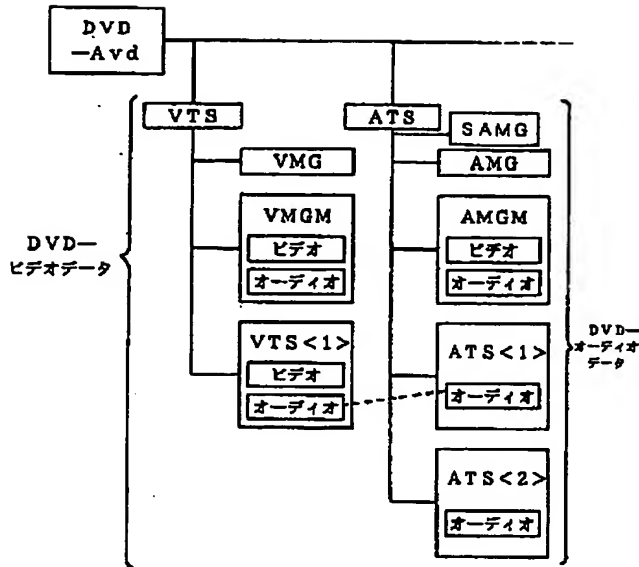 DVD
—Avd
VTS
ATS
SAMG
VMG
AMG
VMGM
ビデオ
オーディオ
AMGM
ビデオ
オーディオ
DVD—
ビデオデータ
VTS<1>
ビデオ
オーディオ
ATS<1>
オーディオ
DVD—
オーディオ
データ
ATS<2>
オーディオ